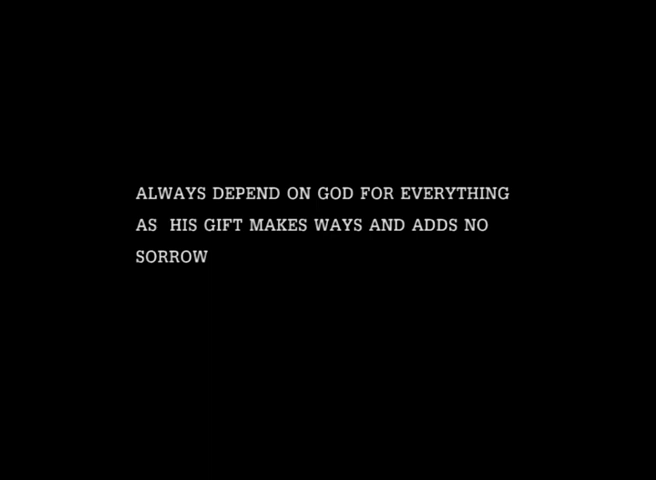 ALWAYS DEPEND ON GOD FOR EVERYTHING
AS  HIS GIFT MAKES WAYS AND ADDS NO
SORROW